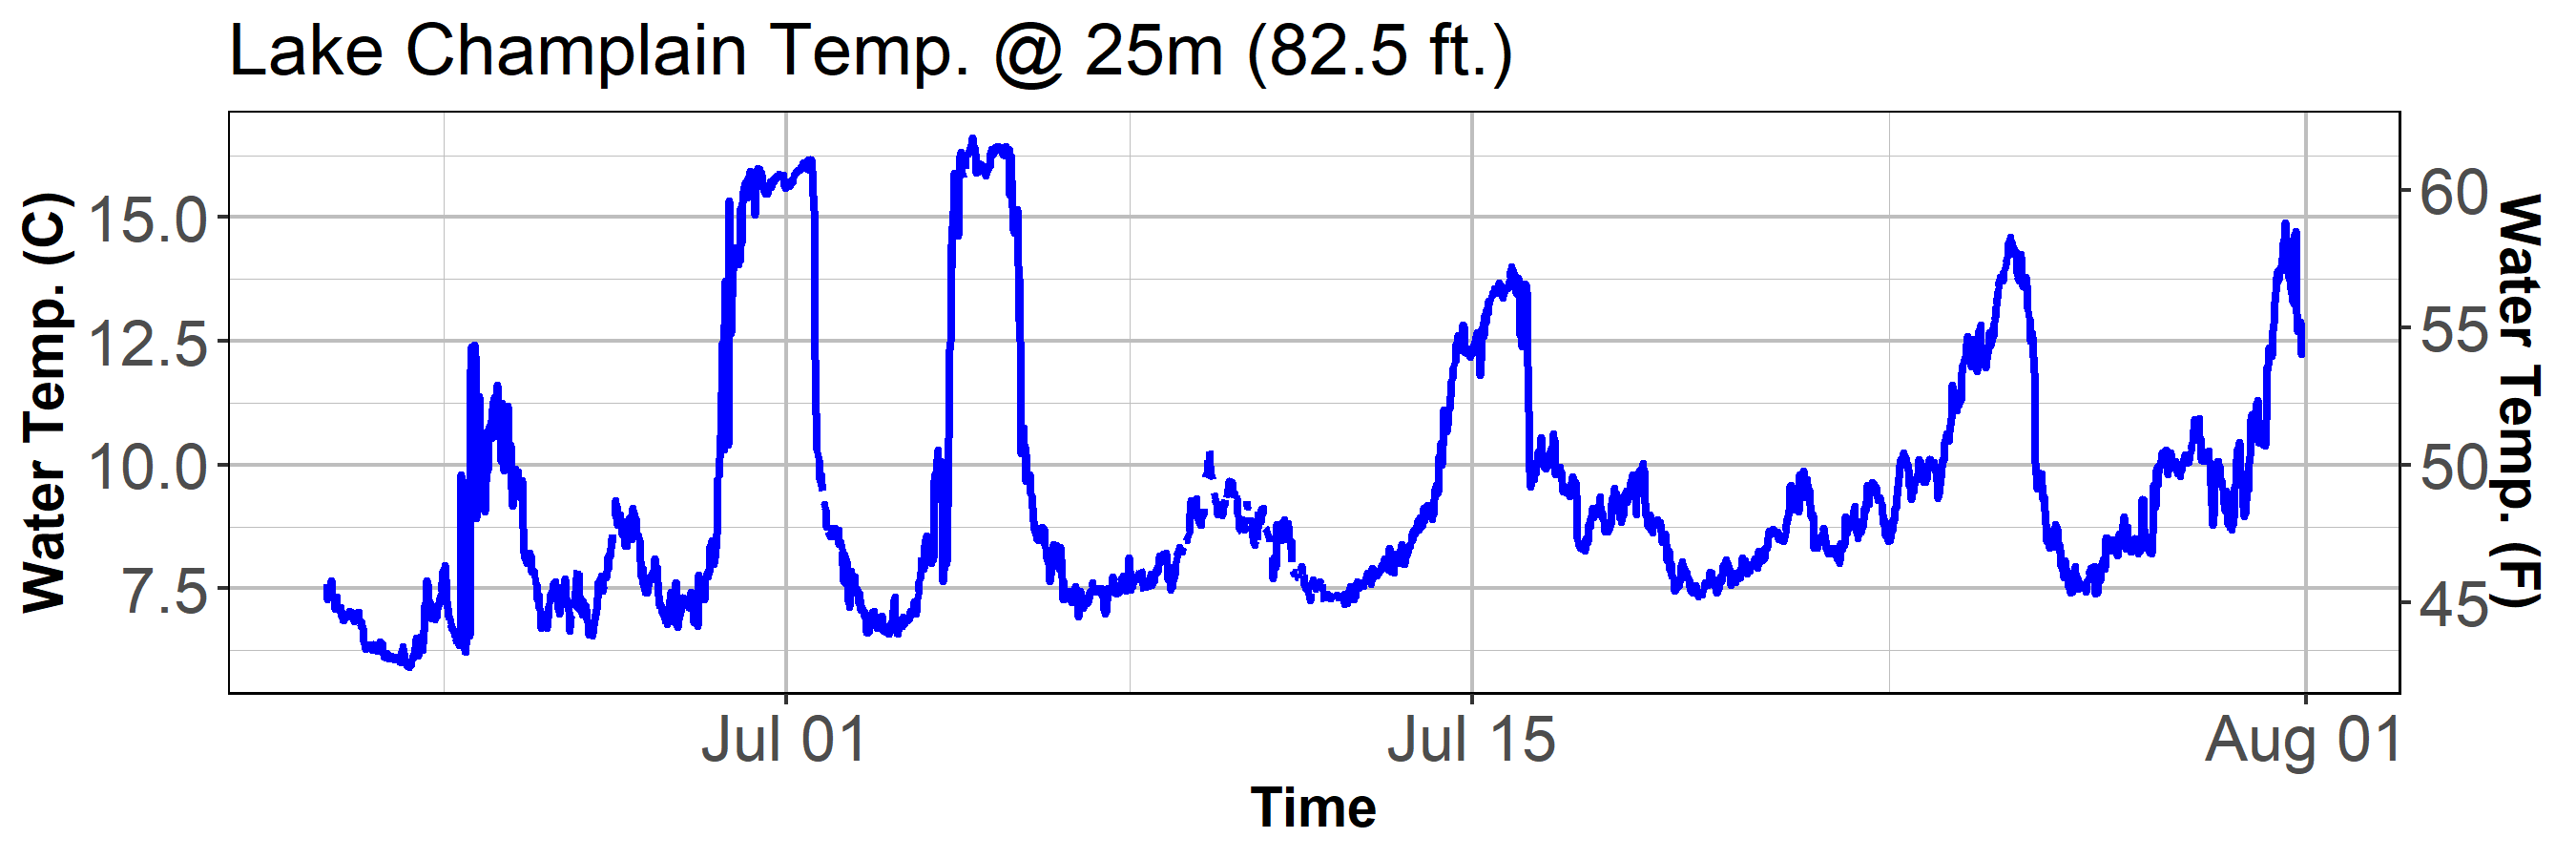 Lake Champlain Temp. @ 25m (82.5 ft.)
Water Temp. (C)
15.0
12.5
10.0
7.5
60
55
50
45
Water Temp. (F)
Jul 01
Jul 15
Aug 01
Time